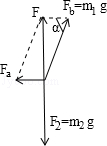 F F_b=m_1 g
α
F_a
F_2=m_2 g